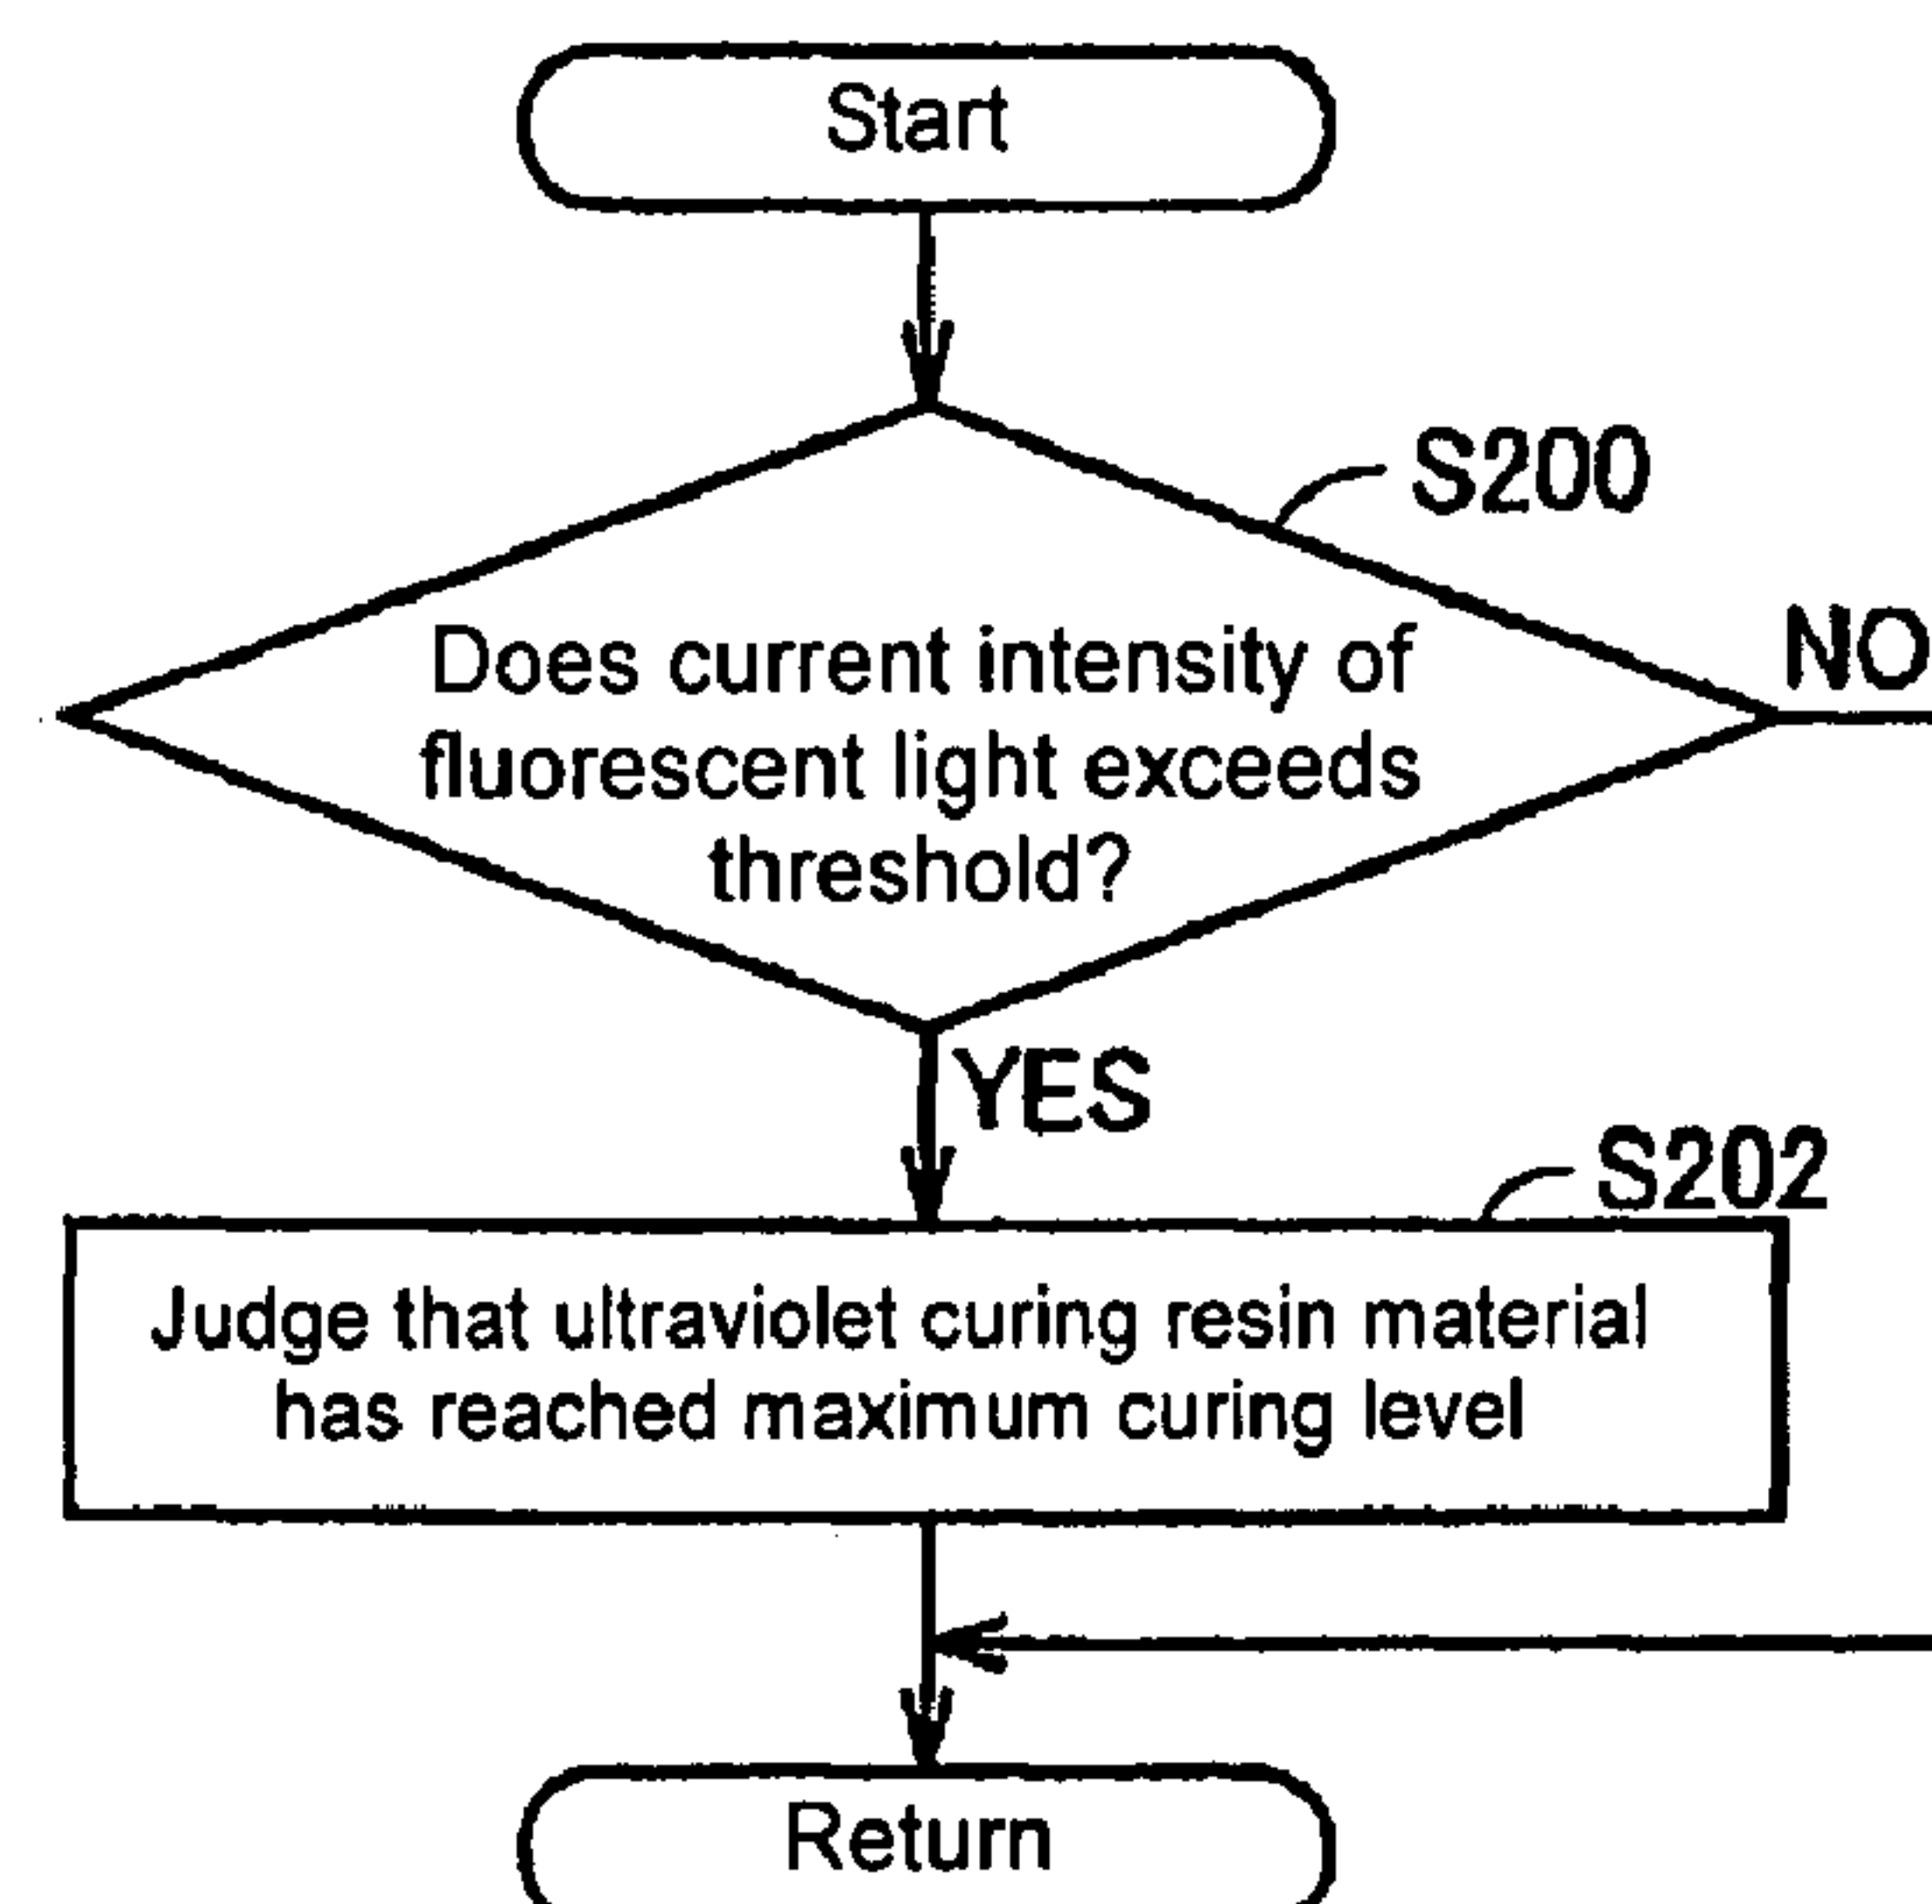 Start
S200
Does current intensity of
fluorescent light exceeds
threshold?
NO
YES
S202
Judge that ultraviolet curing resin material
has reached maximum curing level
Return